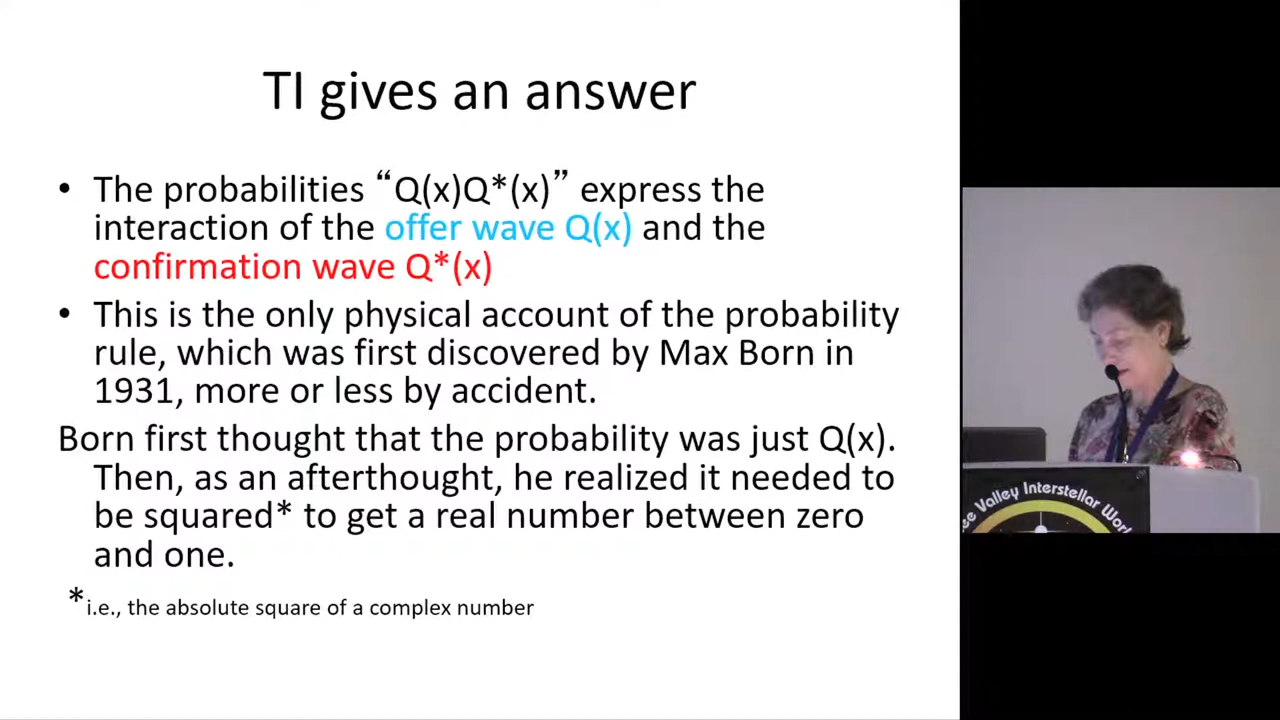 TI gives an answer
• The probabilities “Q(x)Q*(x)” express the
interaction of the offer wave Q(x) and the
confirmation wave Q*(x)
• This is the only physical account of the probability
rule, which was first discovered by Max Born in
1931, more or less by accident.
Born first thought that the probability was just Q(x).
Then, as an afterthought, he realized it needed to
be squared* to get a real number between zero
and one.
*i.e., the absolute square of a complex number
Valley Interstellar